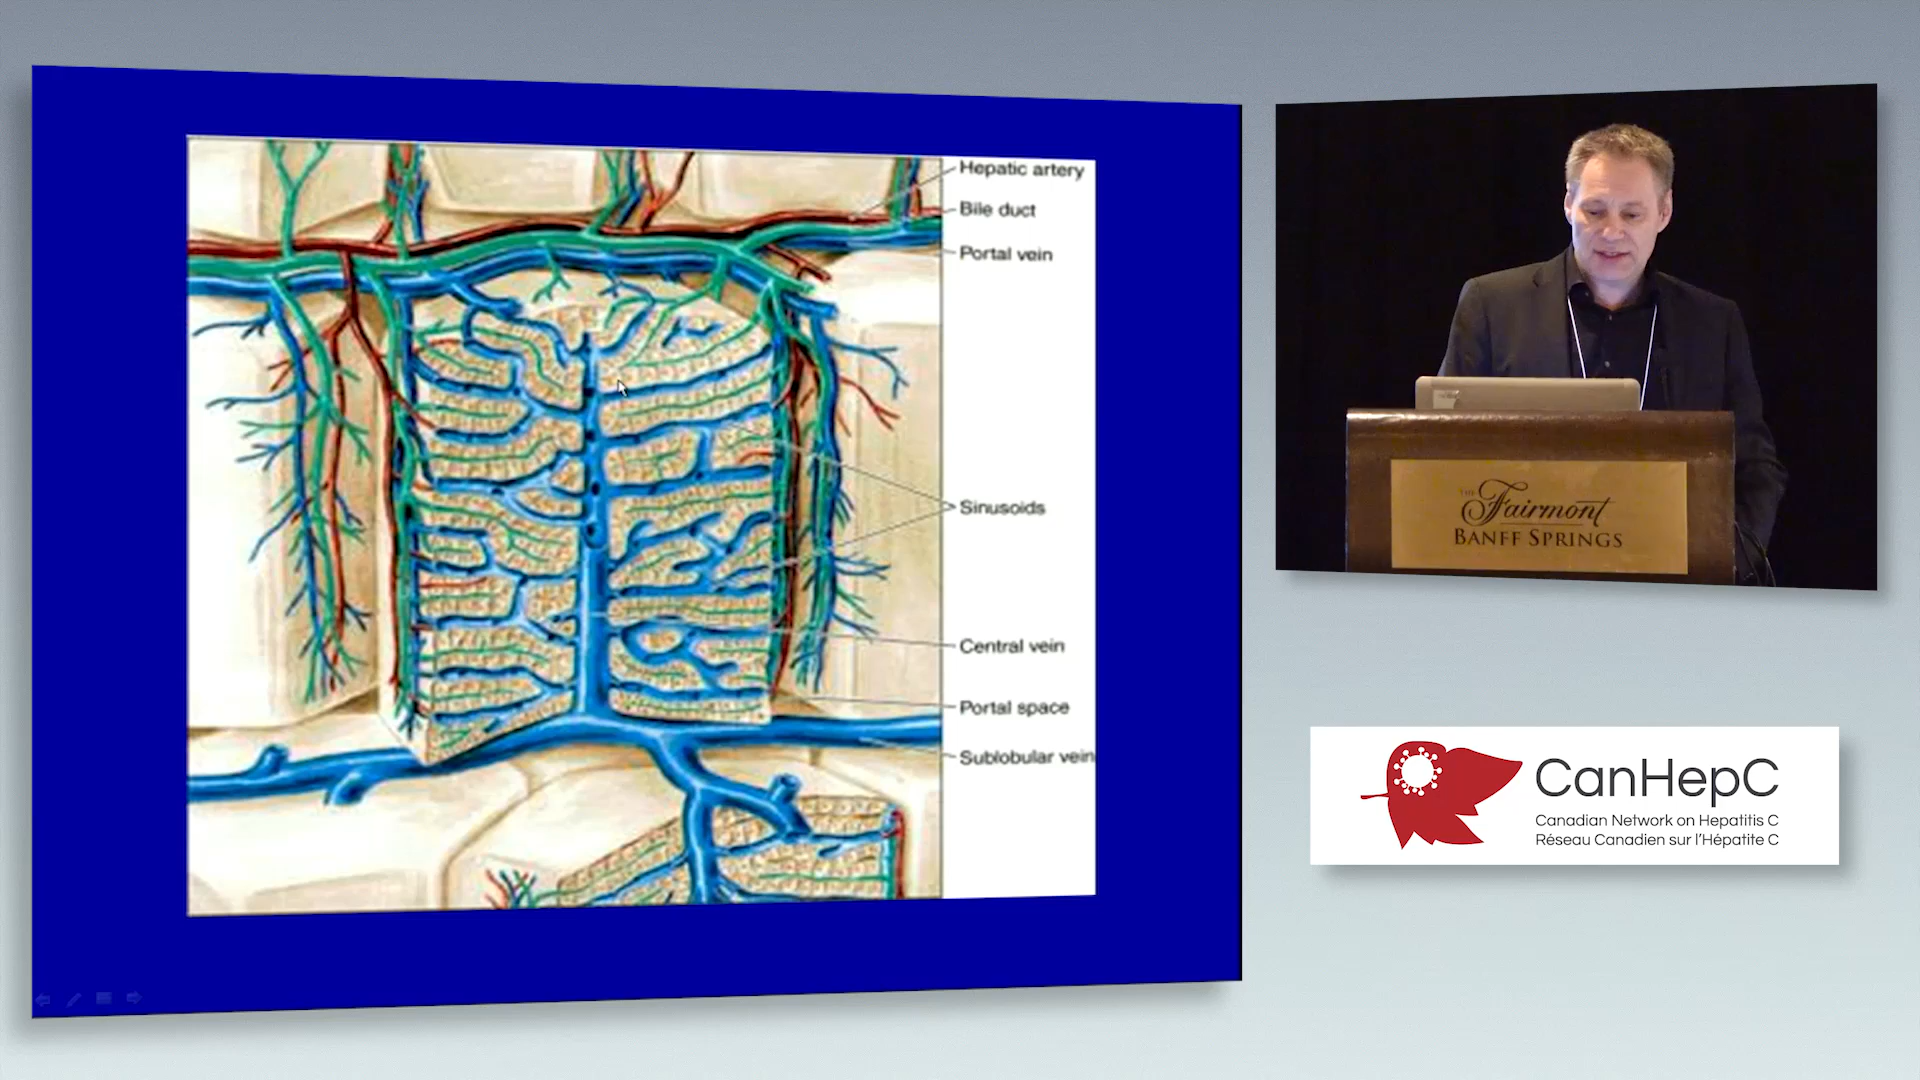 Hepatic artery
Bile duct
Portal vein
Sinusoids
Central vein
Portal space
Sublobular vein
THE Fairmont
BANFF SPRINGS
CanHepC
Canadian Network on Hepatitis C
Réseau Canadien sur l'Hépatite C